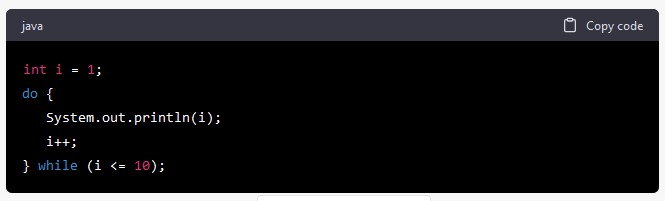 java Copy code
int i = 1;
do {
System.out.println(i);
i++;
} while (i <= 10);